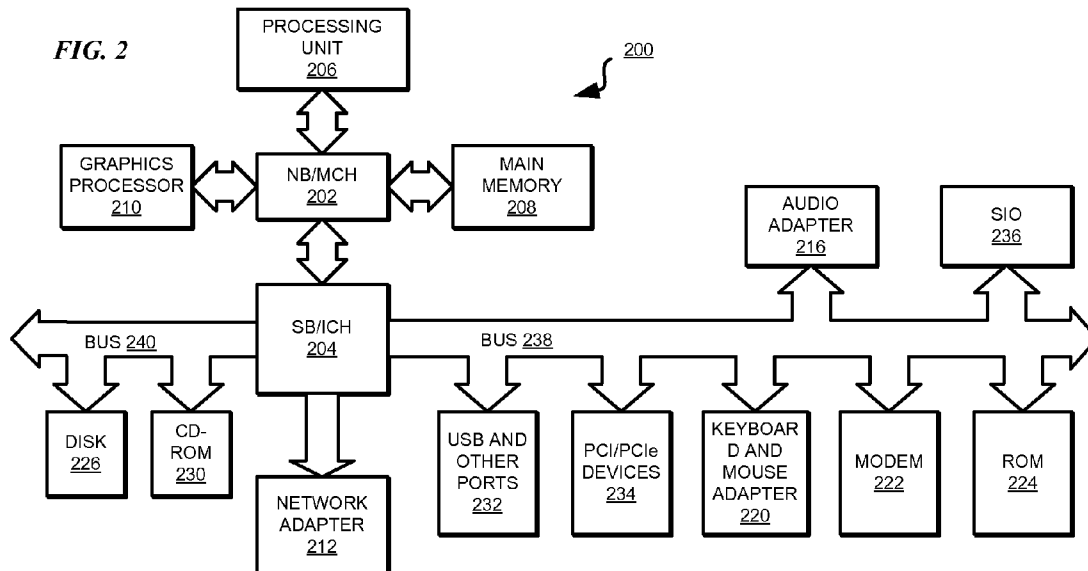 FIG. 2
PROCESSING
UNIT
206
200
GRAPHICS
PROCESSOR
210
NB/MCH
202
MAIN
MEMORY
208
AUDIO
ADAPTER
216
SIO
236
SB/ICH
204
BUS 240
BUS 238
DISK
226
CD-
ROM
230
NETWORK
ADAPTER
212
USB AND
OTHER
PORTS
232
PCI/PCIe
DEVICES
234
KEYBOAR
D AND
MOUSE
ADAPTER
220
MODEM
222
ROM
224